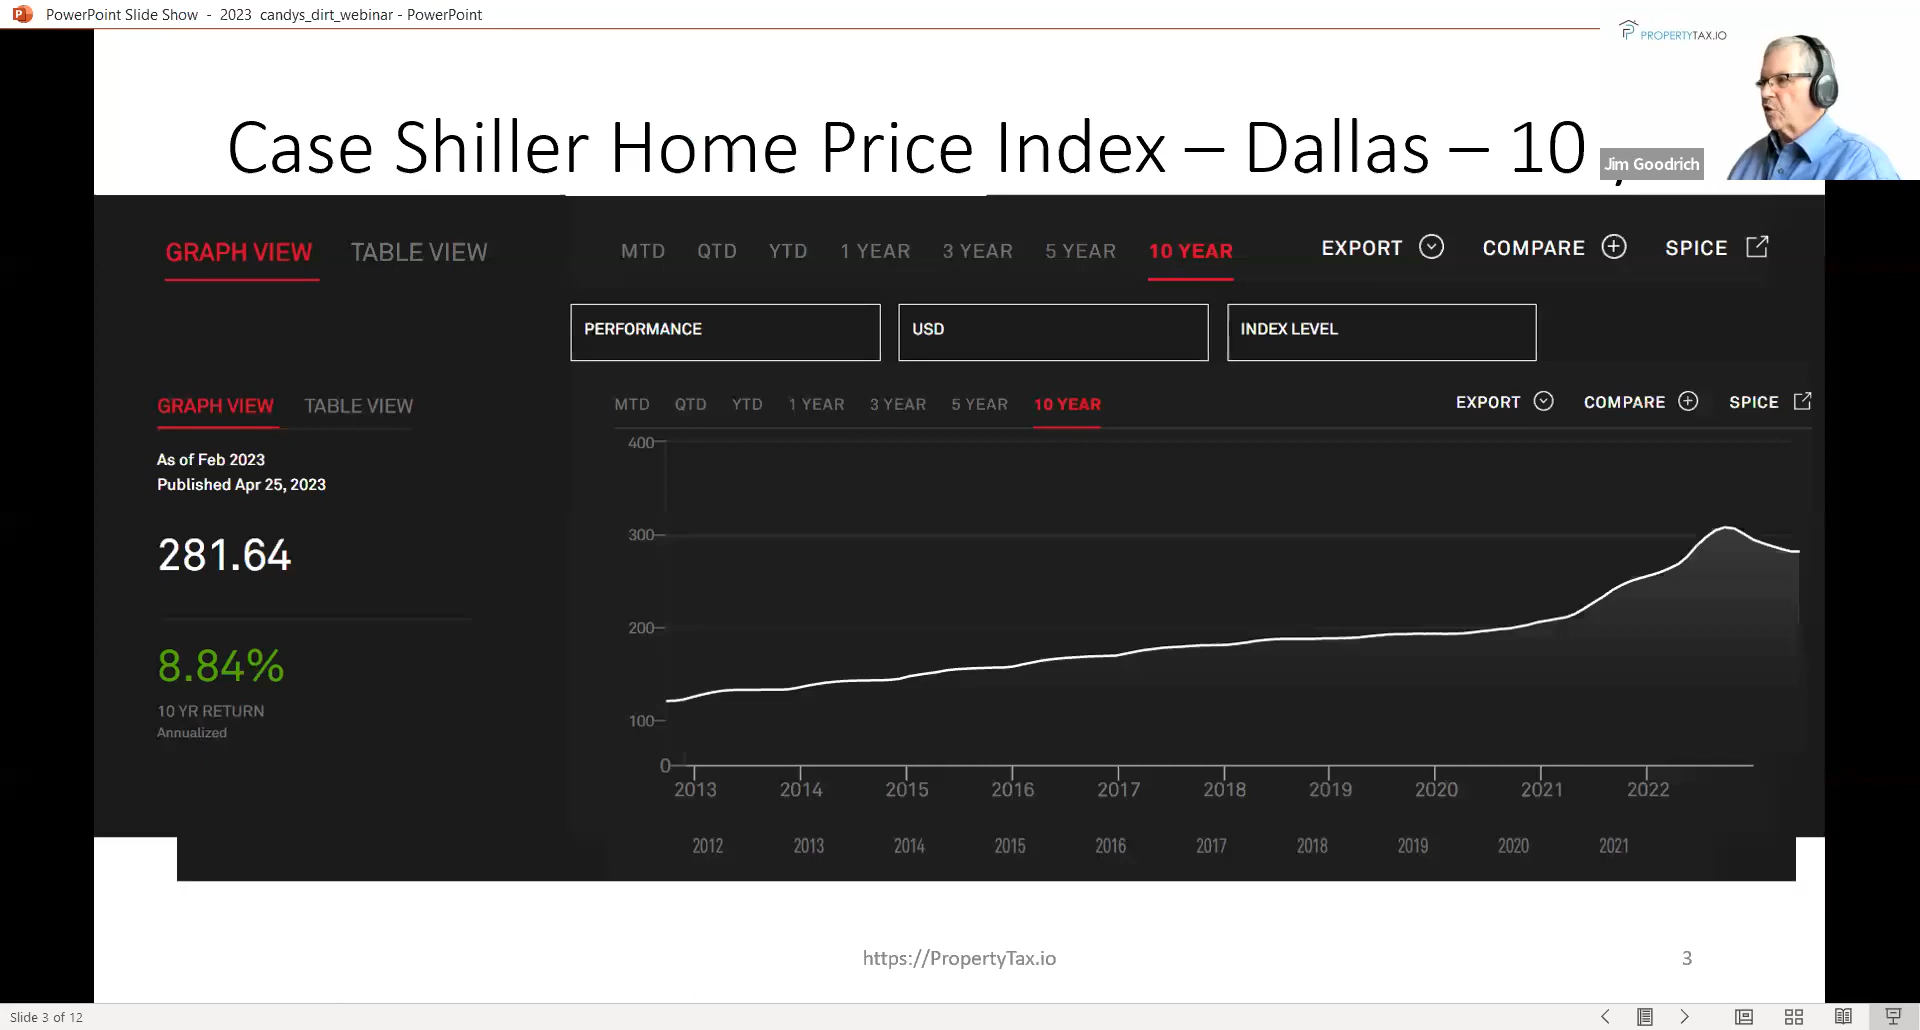 PowerPoint Slide Show - 2023 candys_dirt_webinar - PowerPoint
PROPERTYTAX.IO
Jim Goodrich
Case Shiller Home Price Index – Dallas – 10
GRAPH VIEW TABLE VIEW MTD QTD YTD 1 YEAR 3 YEAR 5 YEAR 10 YEAR EXPORT COMPARE SPICE
PERFORMANCE USD INDEX LEVEL
GRAPH VIEW TABLE VIEW MTD QTD YTD 1 YEAR 3 YEAR 5 YEAR 10 YEAR EXPORT COMPARE SPICE
As of Feb 2023
Published Apr 25, 2023
281.64
8.84%
10 YR RETURN
Annualized
400
300
200
100
0
2013 2014 2015 2016 2017 2018 2019 2020 2021 2022
2012 2013 2014 2015 2016 2017 2018 2019 2020 2021
https://PropertyTax.io 3
Slide 3 of 12